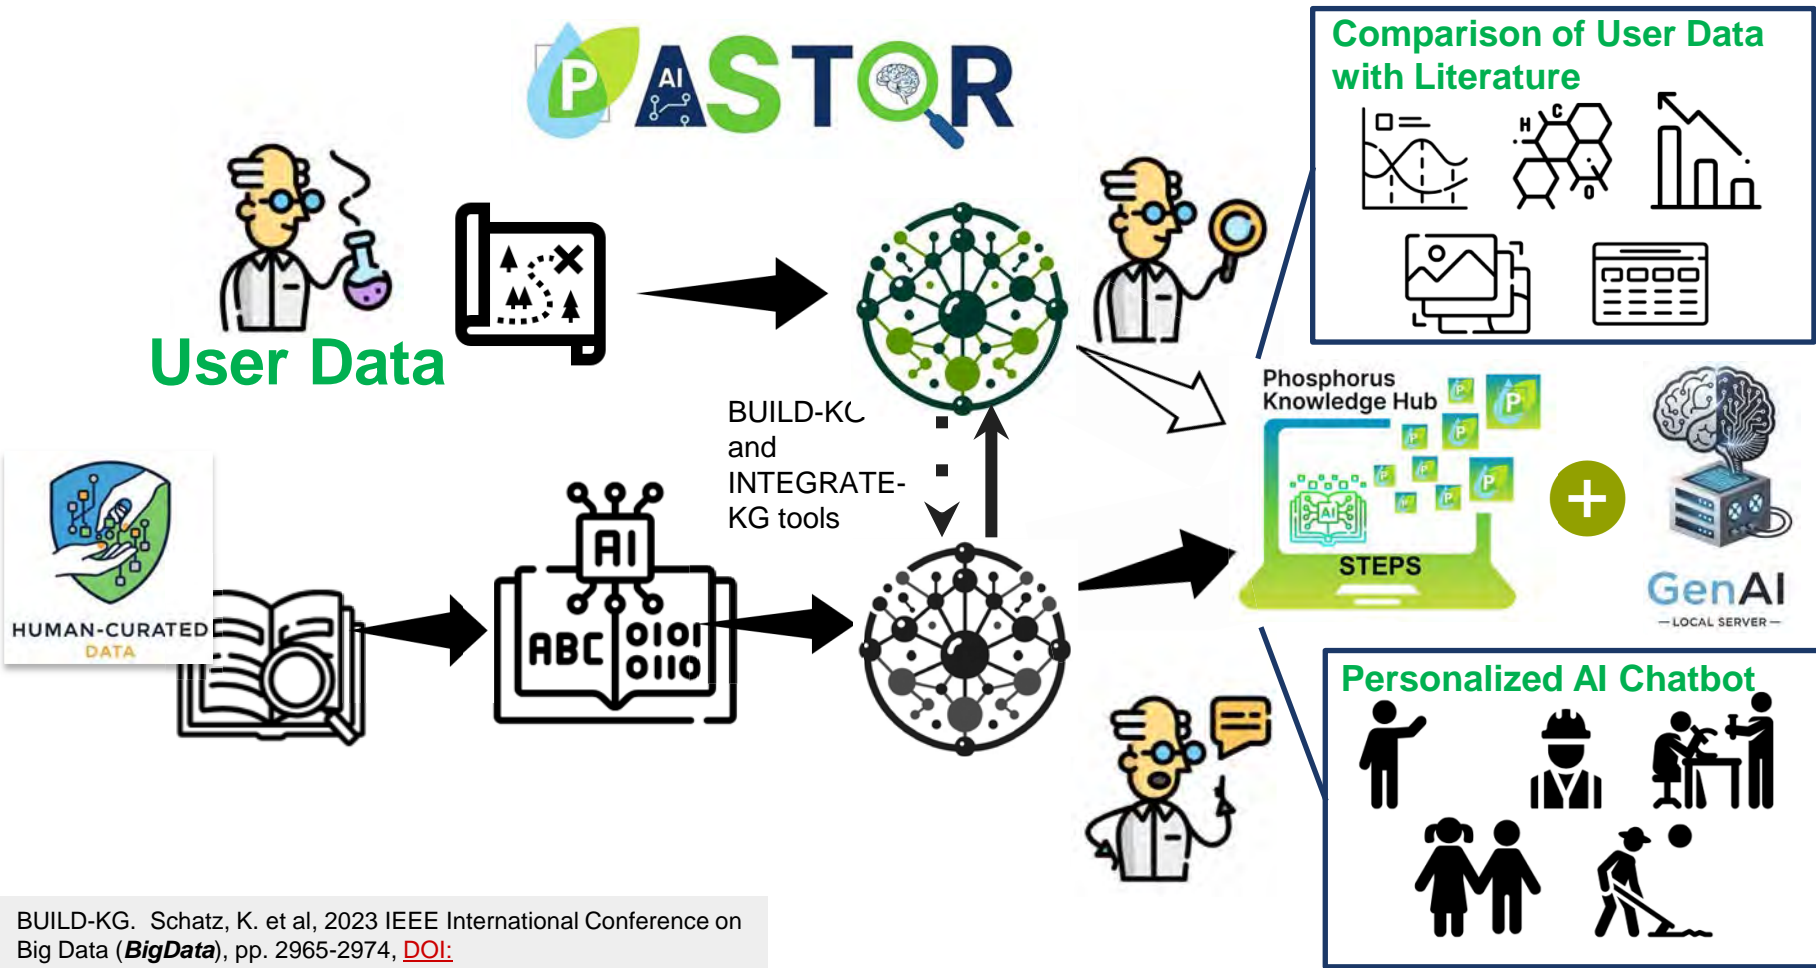 PASTOR
AI
Comparison of User Data
with Literature
H C
O
User Data
BUILD-KG
and
INTEGRATE-
KG tools
Phosphorus
Knowledge Hub
P
P
P
P
P
P
P
P
P
AI
STEPS
+
GenAI
— LOCAL SERVER —
HUMAN-CURATED
DATA
AI
ABC
0101
0110
Personalized AI Chatbot
BUILD-KG. Schatz, K. et al, 2023 IEEE International Conference on
Big Data (BigData), pp. 2965-2974, DOI: